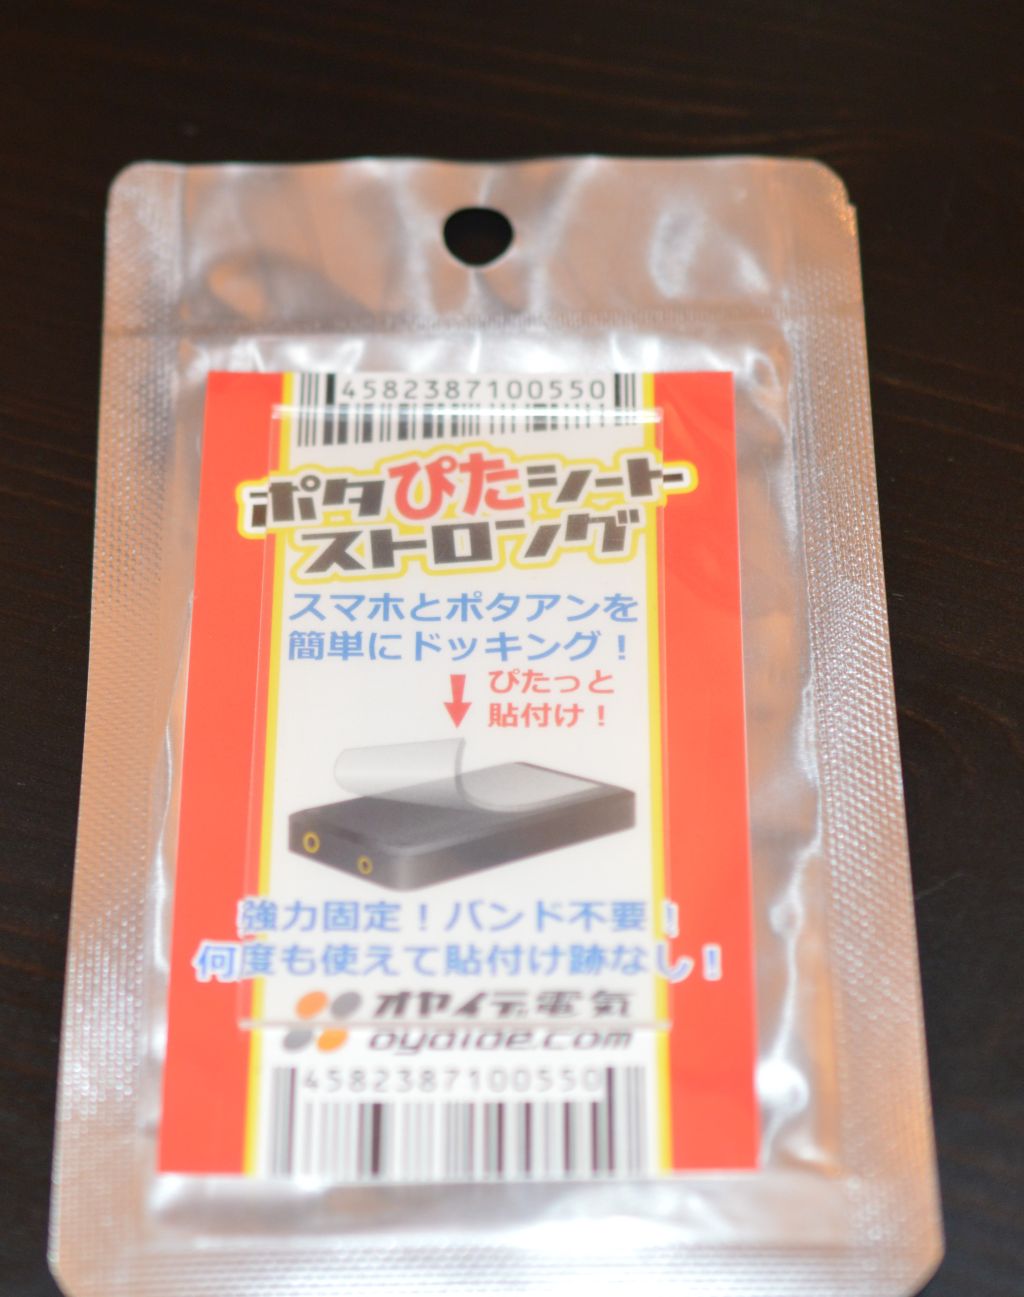 4582387100550
ポタぴたシート
ストロング
スマホとポタアンを
簡単にドッキング！
ぴたっと
貼付け！
強力固定！バンド不要！
何度も使えて貼付け跡なし！
オヤイデ電気
oyaide.com
4582387100550